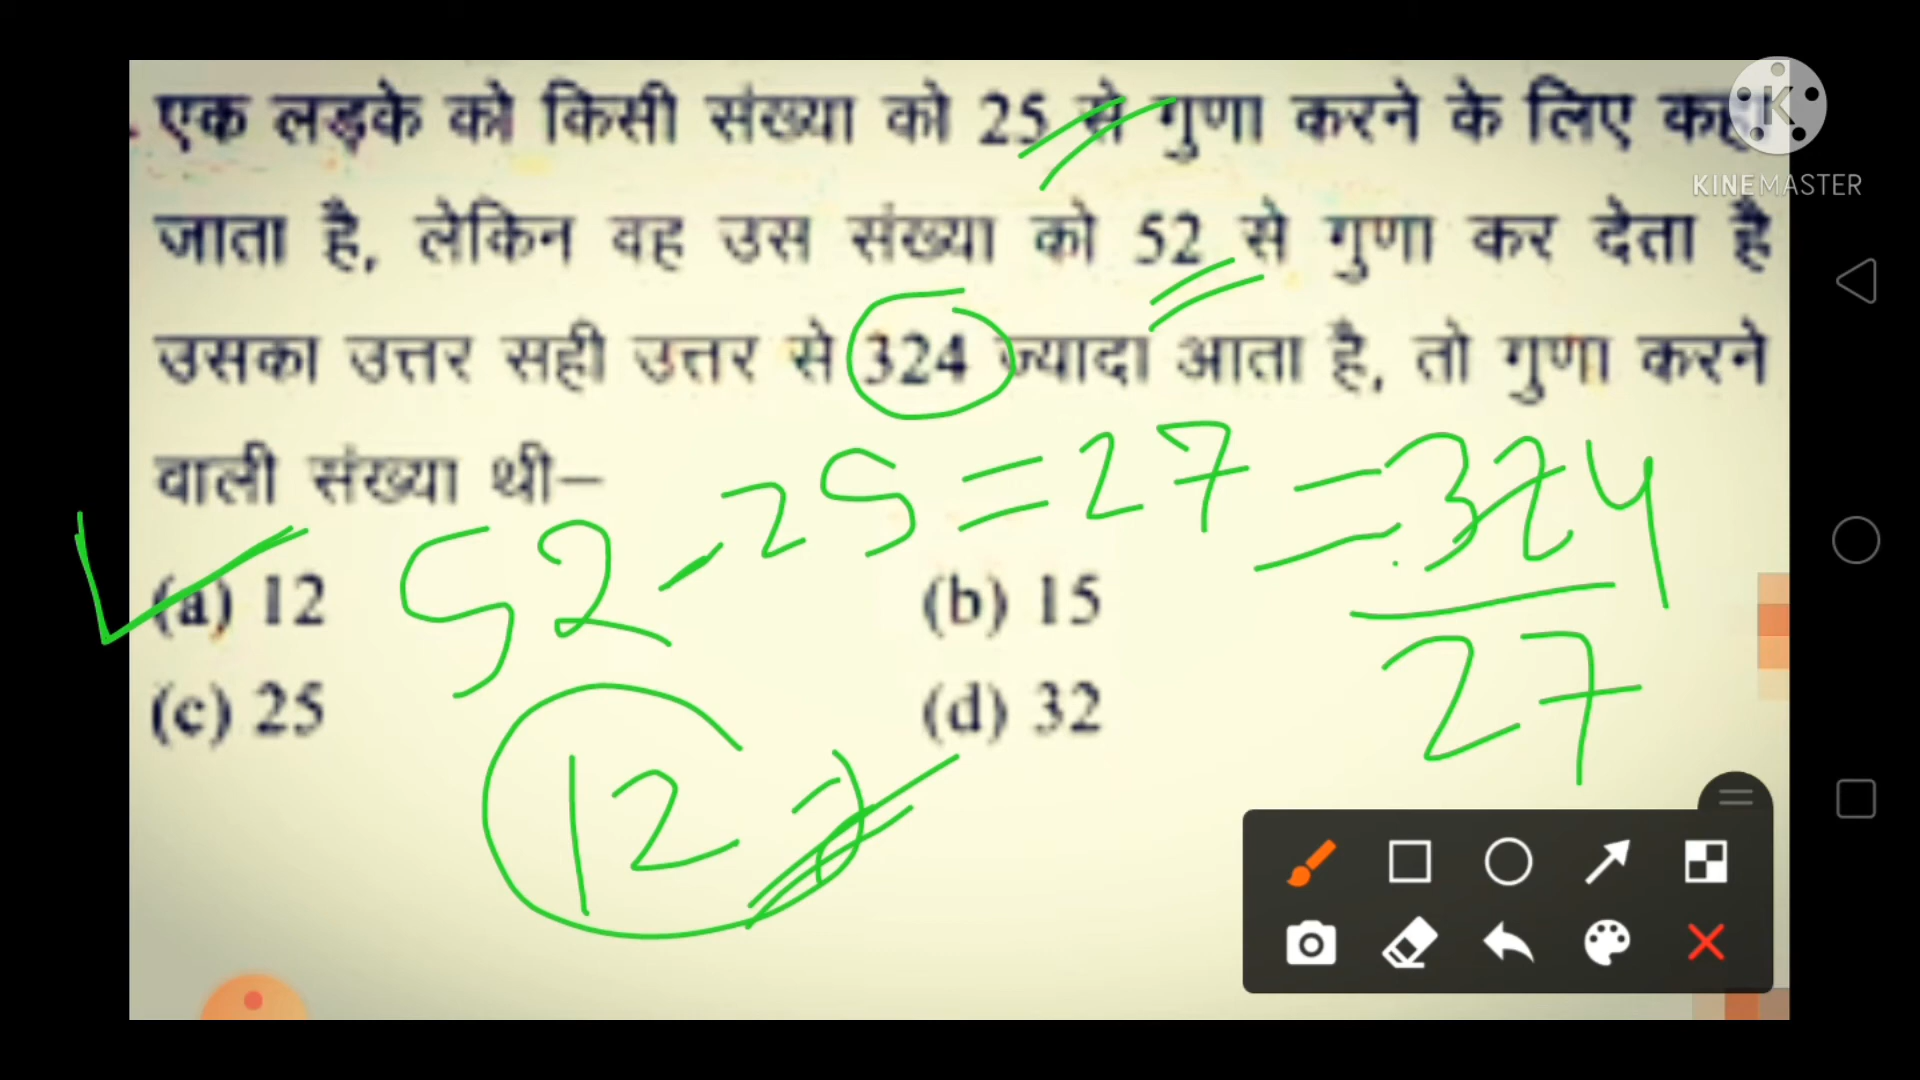 एक लड़के को किसी संख्या को 25 से गुणा करने के लिए कहा
KINEMASTER
जाता है, लेकिन वह उस संख्या को 52 से गुणा कर देता है
उसका उत्तर सही उत्तर से 324 ज्यादा आता है, तो गुणा करने
वाली संख्या थी–
52 - 25 = 27 = 324
27
(a) 12 (b) 15
(c) 25 (d) 32
12